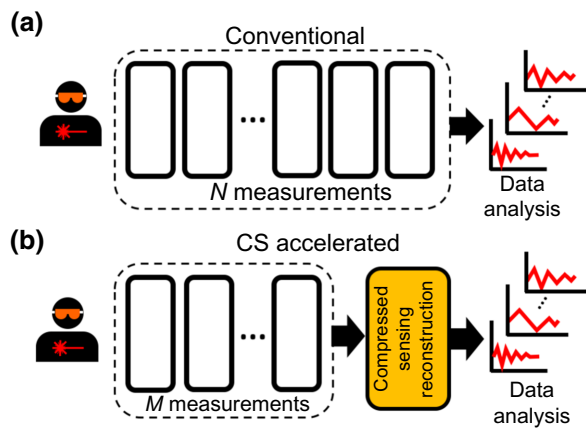 (a)
Conventional
...
N measurements
Data
analysis
(b)
CS accelerated
...
M measurements
Compressed
sensing
reconstruction
Data
analysis